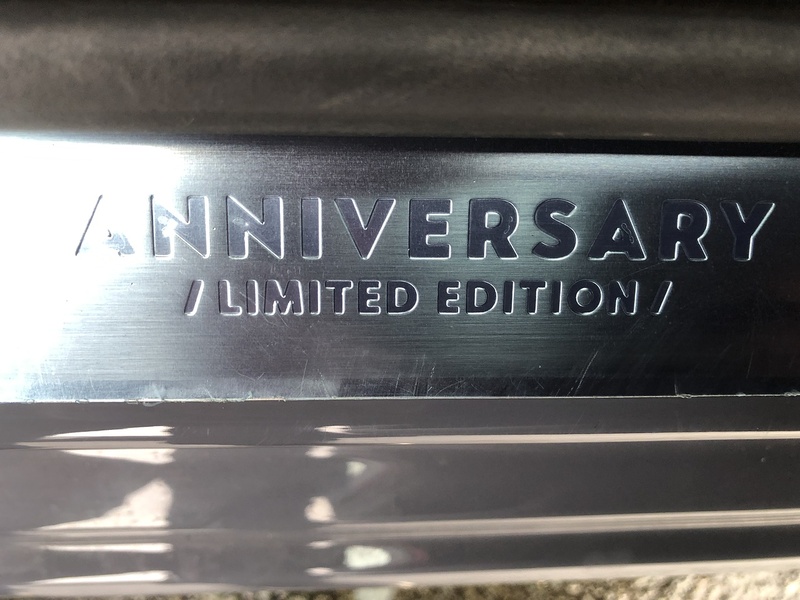 ANNIVERSARY
/ LIMITED EDITION /